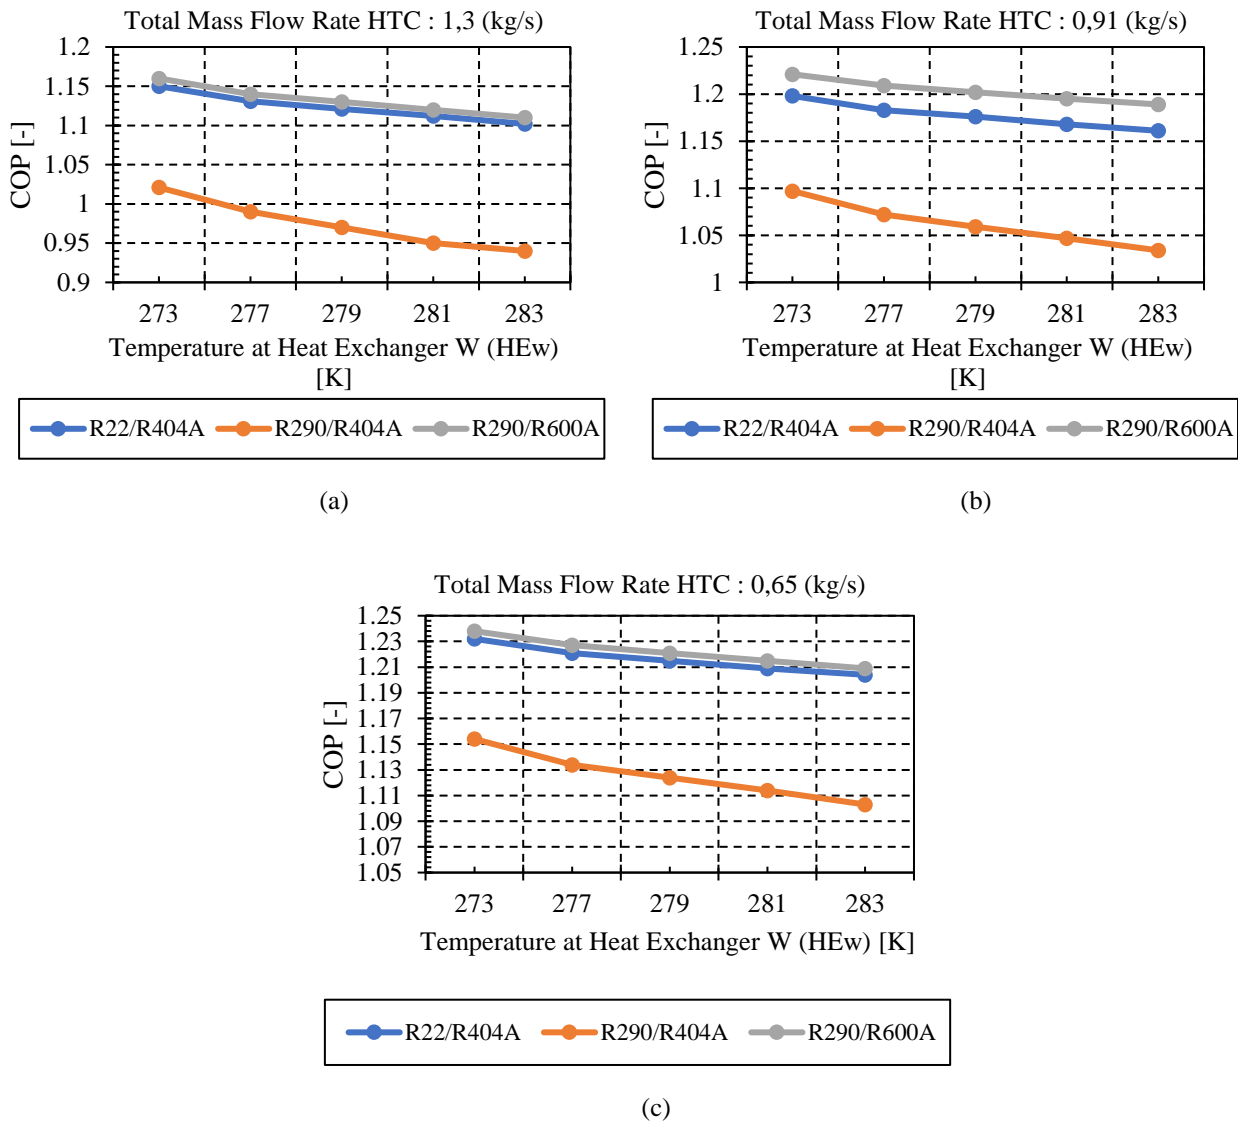 Total Mass Flow Rate HTC : 1,3 (kg/s)
1.2
1.15
1.1
1.05
1
0.95
0.9
COP [-]
273 277 279 281 283
Temperature at Heat Exchanger W (HEw)
[K]
R22/R404A R290/R404A R290/R600A
(a)
Total Mass Flow Rate HTC : 0,91 (kg/s)
1.25
1.2
1.15
1.1
1.05
1
COP [-]
273 277 279 281 283
Temperature at Heat Exchanger W (HEw)
[K]
R22/R404A R290/R404A R290/R600A
(b)
Total Mass Flow Rate HTC : 0,65 (kg/s)
1.25
1.23
1.21
1.19
1.17
1.15
1.13
1.11
1.09
1.07
1.05
COP [-]
273 277 279 281 283
Temperature at Heat Exchanger W (HEw) [K]
R22/R404A R290/R404A R290/R600A
(c)